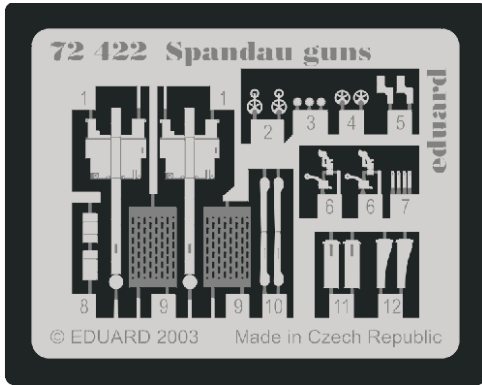 72 422 Spandau guns
eduard
1 1
2 3 4 5
6 6 7
8 9 9 10 11 12
© EDUARD 2003 Made in Czech Republic